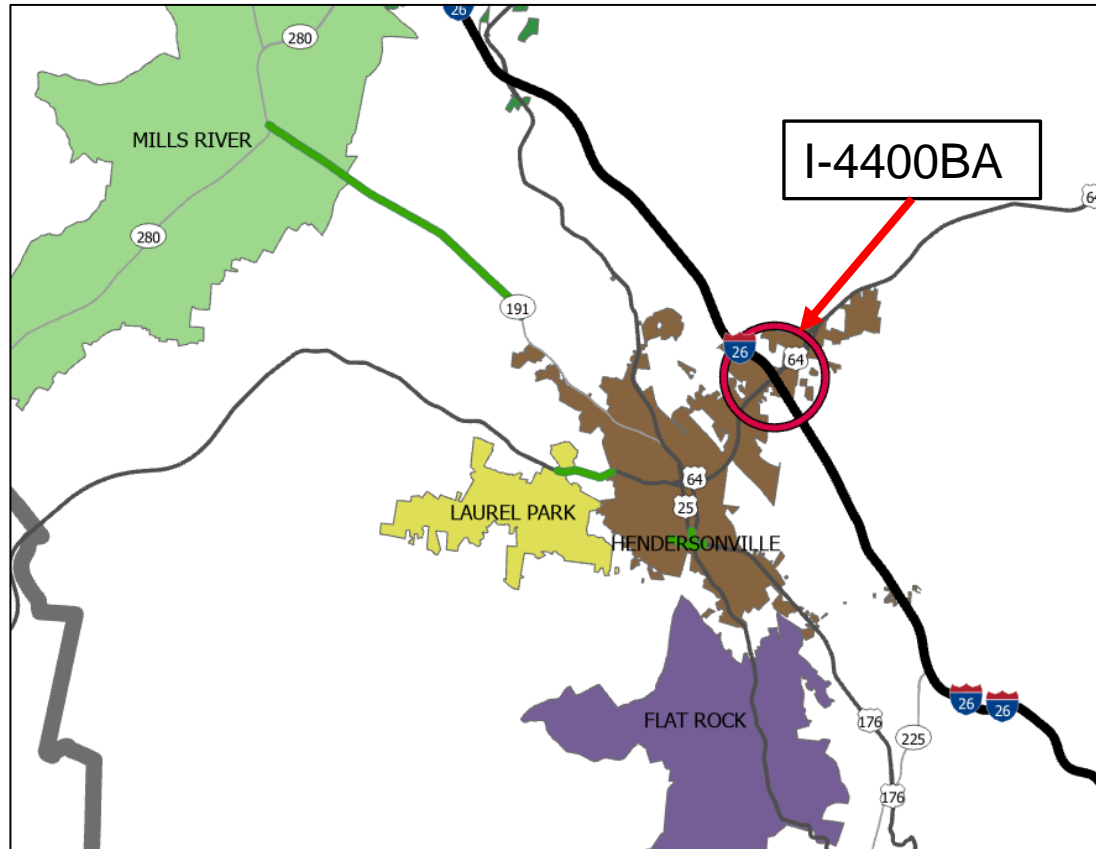 26
280
MILLS RIVER
I-4400BA
64
280
191
26
64
64
LAUREL PARK
25
HENDERSONVILLE
26
26
FLAT ROCK
176
225
176